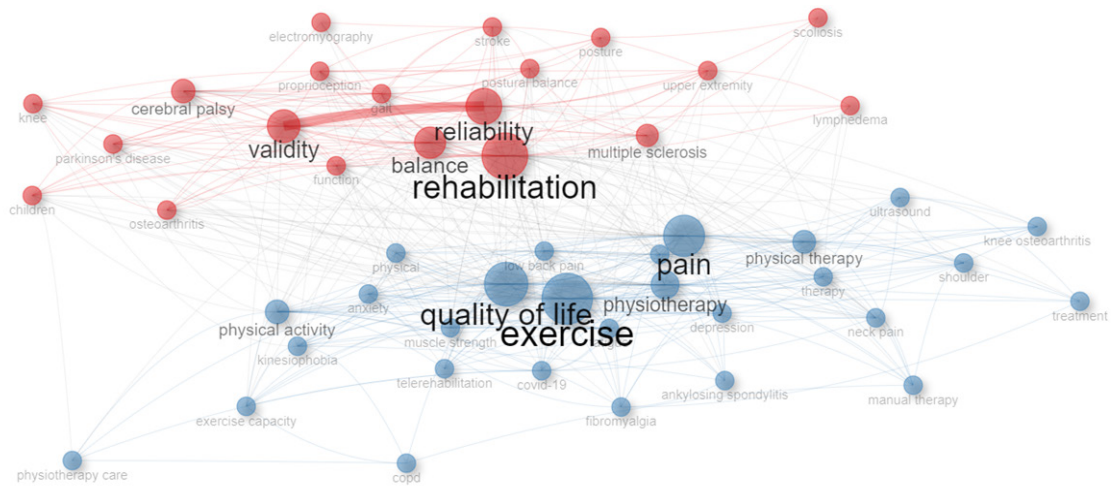 electromyography
stroke
posture
scoliosis
proprioception
postural balance
upper extremity
knee
cerebral palsy
gait
lymphedema
reliability
validity
parkinson's disease
balance
multiple sclerosis
function
rehabilitation
children
osteoarthritis
ultrasound
knee osteoarthritis
physical
low back pain
pain
physical therapy
shoulder
anxiety
therapy
quality of life
physiotherapy
treatment
physical activity
muscle strength
exercise
depression
neck pain
kinesiophobia
telerehabilitation
covid-19
ankylosing spondylitis
manual therapy
exercise capacity
fibromyalgia
physiotherapy care
copd